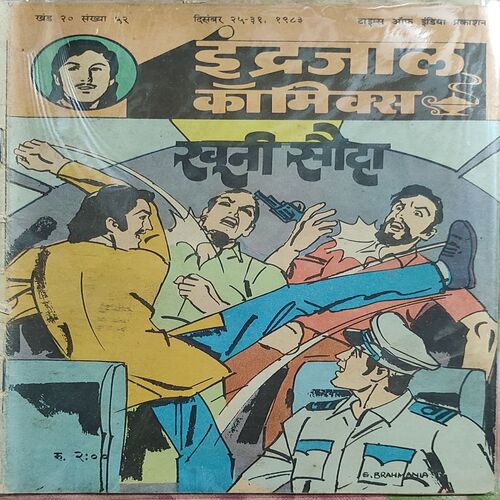 खंड २० संख्या ५२ दिसंबर २५-३१, १९८३ टाइम्स ऑफ इंडिया प्रकाशन
इंद्रजाल
कॉमिक्स
खूनी सौदा
रु. २:००
S. BRAHMANIA